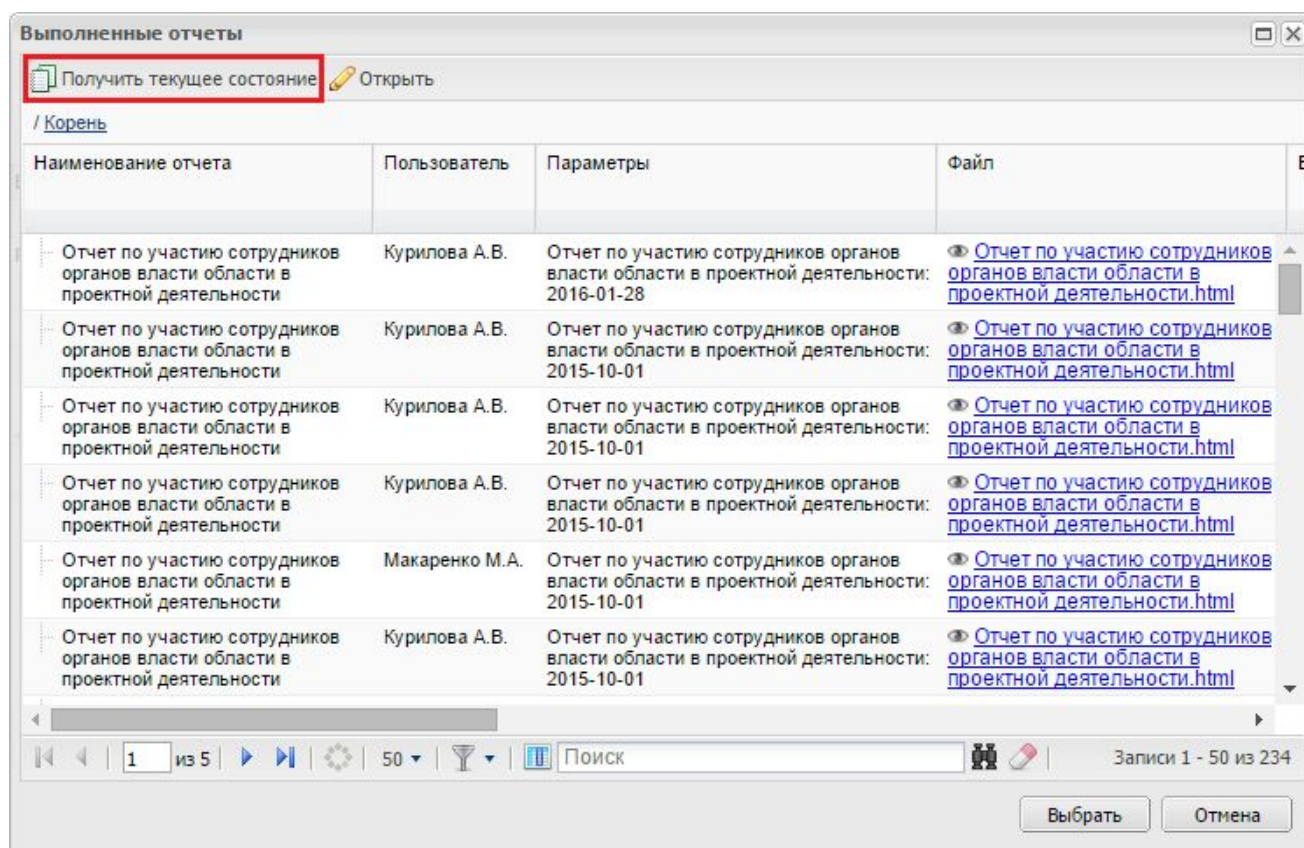 Выполненные отчеты
Получить текущее состояние Открыть
/ Корень
Наименование отчета Пользователь Параметры Файл
Отчет по участию сотрудников Курилова А.В. Отчет по участию сотрудников органов Отчет по участию сотрудников
органов власти области в власти области в проектной деятельности: органов власти области в
проектной деятельности 2016-01-28 проектной деятельности.html
Отчет по участию сотрудников Курилова А.В. Отчет по участию сотрудников органов Отчет по участию сотрудников
органов власти области в власти области в проектной деятельности: органов власти области в
проектной деятельности 2015-10-01 проектной деятельности.html
Отчет по участию сотрудников Курилова А.В. Отчет по участию сотрудников органов Отчет по участию сотрудников
органов власти области в власти области в проектной деятельности: органов власти области в
проектной деятельности 2015-10-01 проектной деятельности.html
Отчет по участию сотрудников Курилова А.В. Отчет по участию сотрудников органов Отчет по участию сотрудников
органов власти области в власти области в проектной деятельности: органов власти области в
проектной деятельности 2015-10-01 проектной деятельности.html
Отчет по участию сотрудников Макаренко М.А. Отчет по участию сотрудников органов Отчет по участию сотрудников
органов власти области в власти области в проектной деятельности: органов власти области в
проектной деятельности 2015-10-01 проектной деятельности.html
Отчет по участию сотрудников Курилова А.В. Отчет по участию сотрудников органов Отчет по участию сотрудников
органов власти области в власти области в проектной деятельности: органов власти области в
проектной деятельности 2015-10-01 проектной деятельности.html
1 из 5 50 Поиск Записи 1 - 50 из 234
Выбрать Отмена